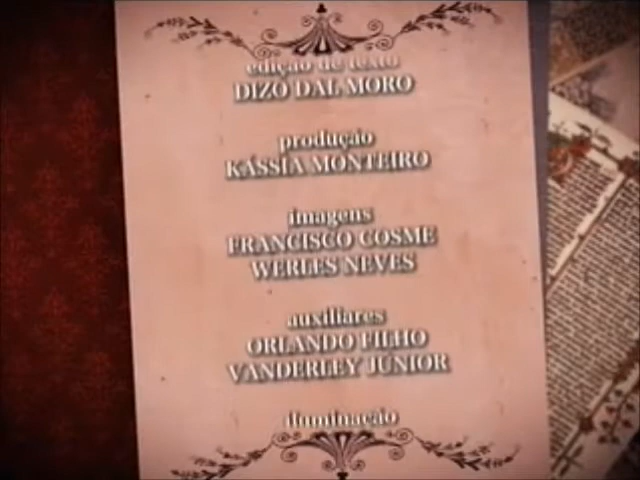 edição de texto
DIZO DAL MORO
produção
KÁSSIA MONTEIRO
imagens
FRANCISCO COSME
WERLES NEVES
auxiliares
ORLANDO FILHO
VANDERLEY JÚNIOR
iluminação